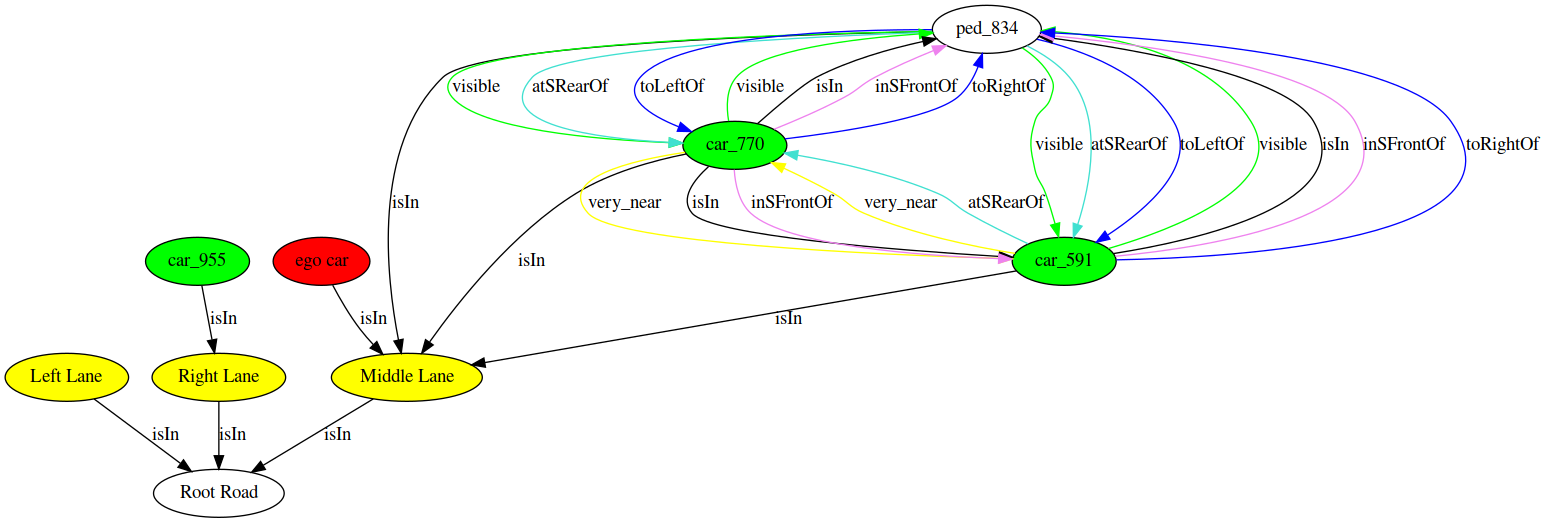 ped_834
visible
atSRearOf
toLeftOf
visible
isIn
inSFrontOf
toRightOf
car_770
visible
atSRearOf
toLeftOf
visible
isIn
inSFrontOf
toRightOf
isIn
very_near
isIn
inSFrontOf
very_near
atSRearOf
car_955
ego car
isIn
car_591
isIn
isIn
isIn
Left Lane
Right Lane
Middle Lane
isIn
isIn
isIn
Root Road